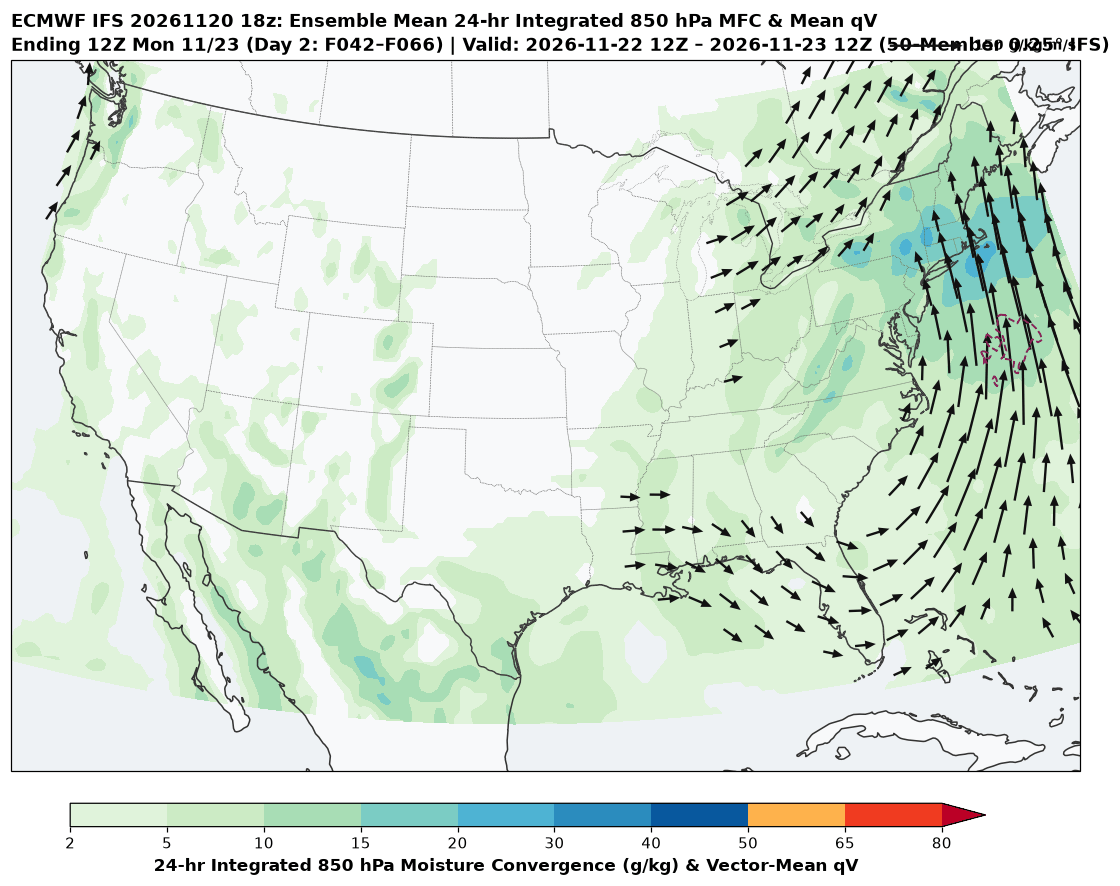 ECMWF IFS 20261120 18z: Ensemble Mean 24-hr Integrated 850 hPa MFC & Mean qV
Ending 12Z Mon 11/23 (Day 2: F042–F066) | Valid: 2026-11-22 12Z – 2026-11-23 12Z (50-Member 0.25° IFS)
150 g/kg·m/s
2 5 10 15 20 30 40 50 65 80
24-hr Integrated 850 hPa Moisture Convergence (g/kg) & Vector-Mean qV